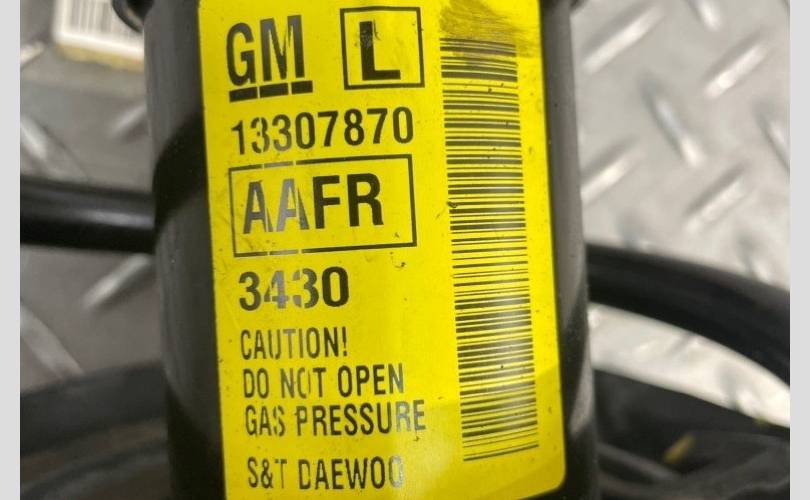 GM L
13307870
AAFR
3430
CAUTION!
DO NOT OPEN
GAS PRESSURE
S&T DAEWOO